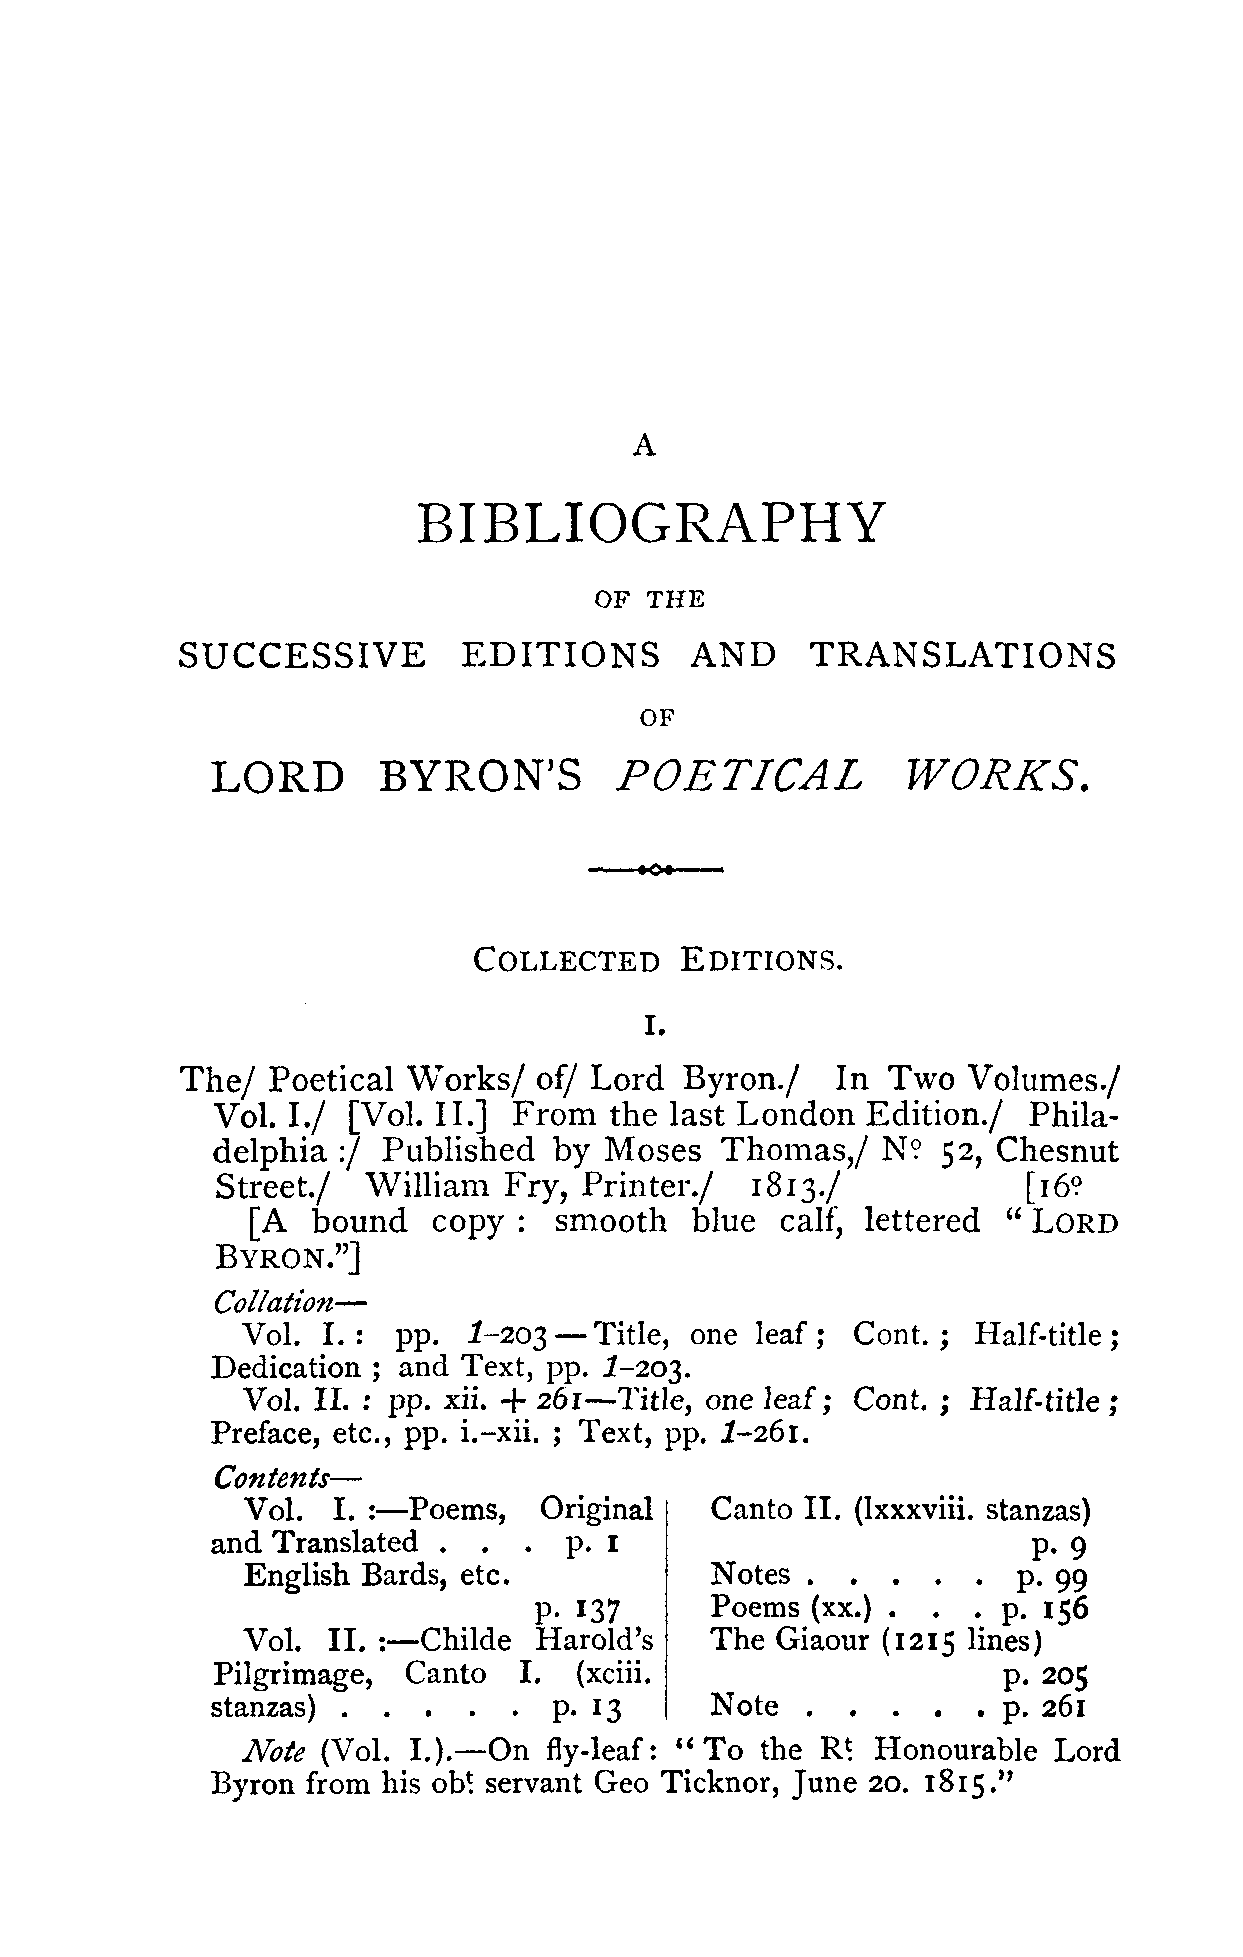 A
BIBLIOGRAPHY
OF THE
SUCCESSIVE EDITIONS AND TRANSLATIONS
OF
LORD BYRON'S POETICAL WORKS.
COLLECTED EDITIONS.
I.
The/ Poetical Works/ of/ Lord Byron./ In Two Volumes./
Vol. I./ [Vol. II.] From the last London Edition./ Phila-
delphia :/ Published by Moses Thomas,/ Nº 52, Chesnut
Street./ William Fry, Printer./ 1813./ [16º
[A bound copy : smooth blue calf, lettered “LORD
BYRON.”]
Collation—
Vol. I. : pp. 1–203—Title, one leaf ; Cont. ; Half-title ;
Dedication ; and Text, pp. 1–203.
Vol. II. : pp. xii. + 261—Title, one leaf ; Cont. ; Half-title ;
Preface, etc., pp. i.–xii. ; Text, pp. 1–261.
Contents—
Vol. I. :—Poems, Original
and Translated . . . p. 1
English Bards, etc.
p. 137
Vol. II. :—Childe Harold's
Pilgrimage, Canto I. (xciii.
stanzas) . . . . . p. 13
Canto II. (lxxxviii. stanzas)
p. 9
Notes . . . . . p. 99
Poems (xx.) . . . p. 156
The Giaour (1215 lines)
p. 205
Note . . . . . p. 261
Note (Vol. I.).—On fly-leaf: “To the Rt Honourable Lord
Byron from his obt servant Geo Ticknor, June 20. 1815.”